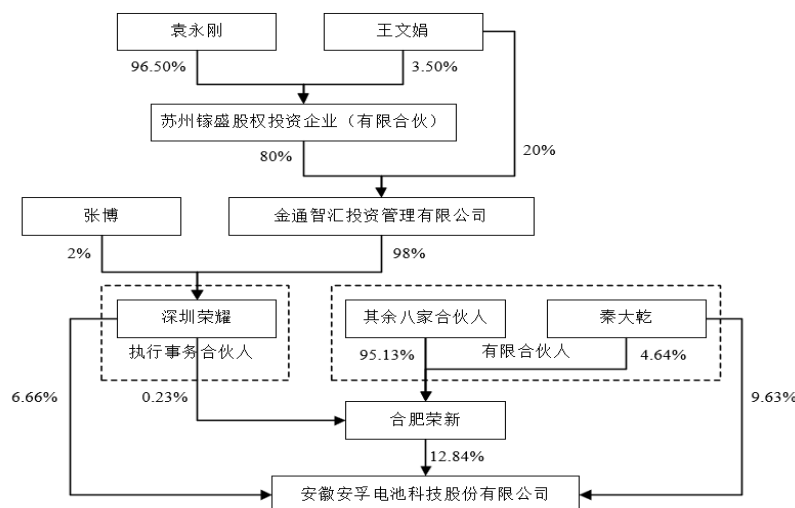 袁永刚
王文娟
96.50%
3.50%
苏州镓盛股权投资企业（有限合伙）
80%
20%
张博
金通智汇投资管理有限公司
2%
98%
深圳荣耀
其余八家合伙人
秦大乾
执行事务合伙人
95.13%
有限合伙人
4.64%
6.66%
0.23%
9.63%
合肥荣新
12.84%
安徽安孚电池科技股份有限公司